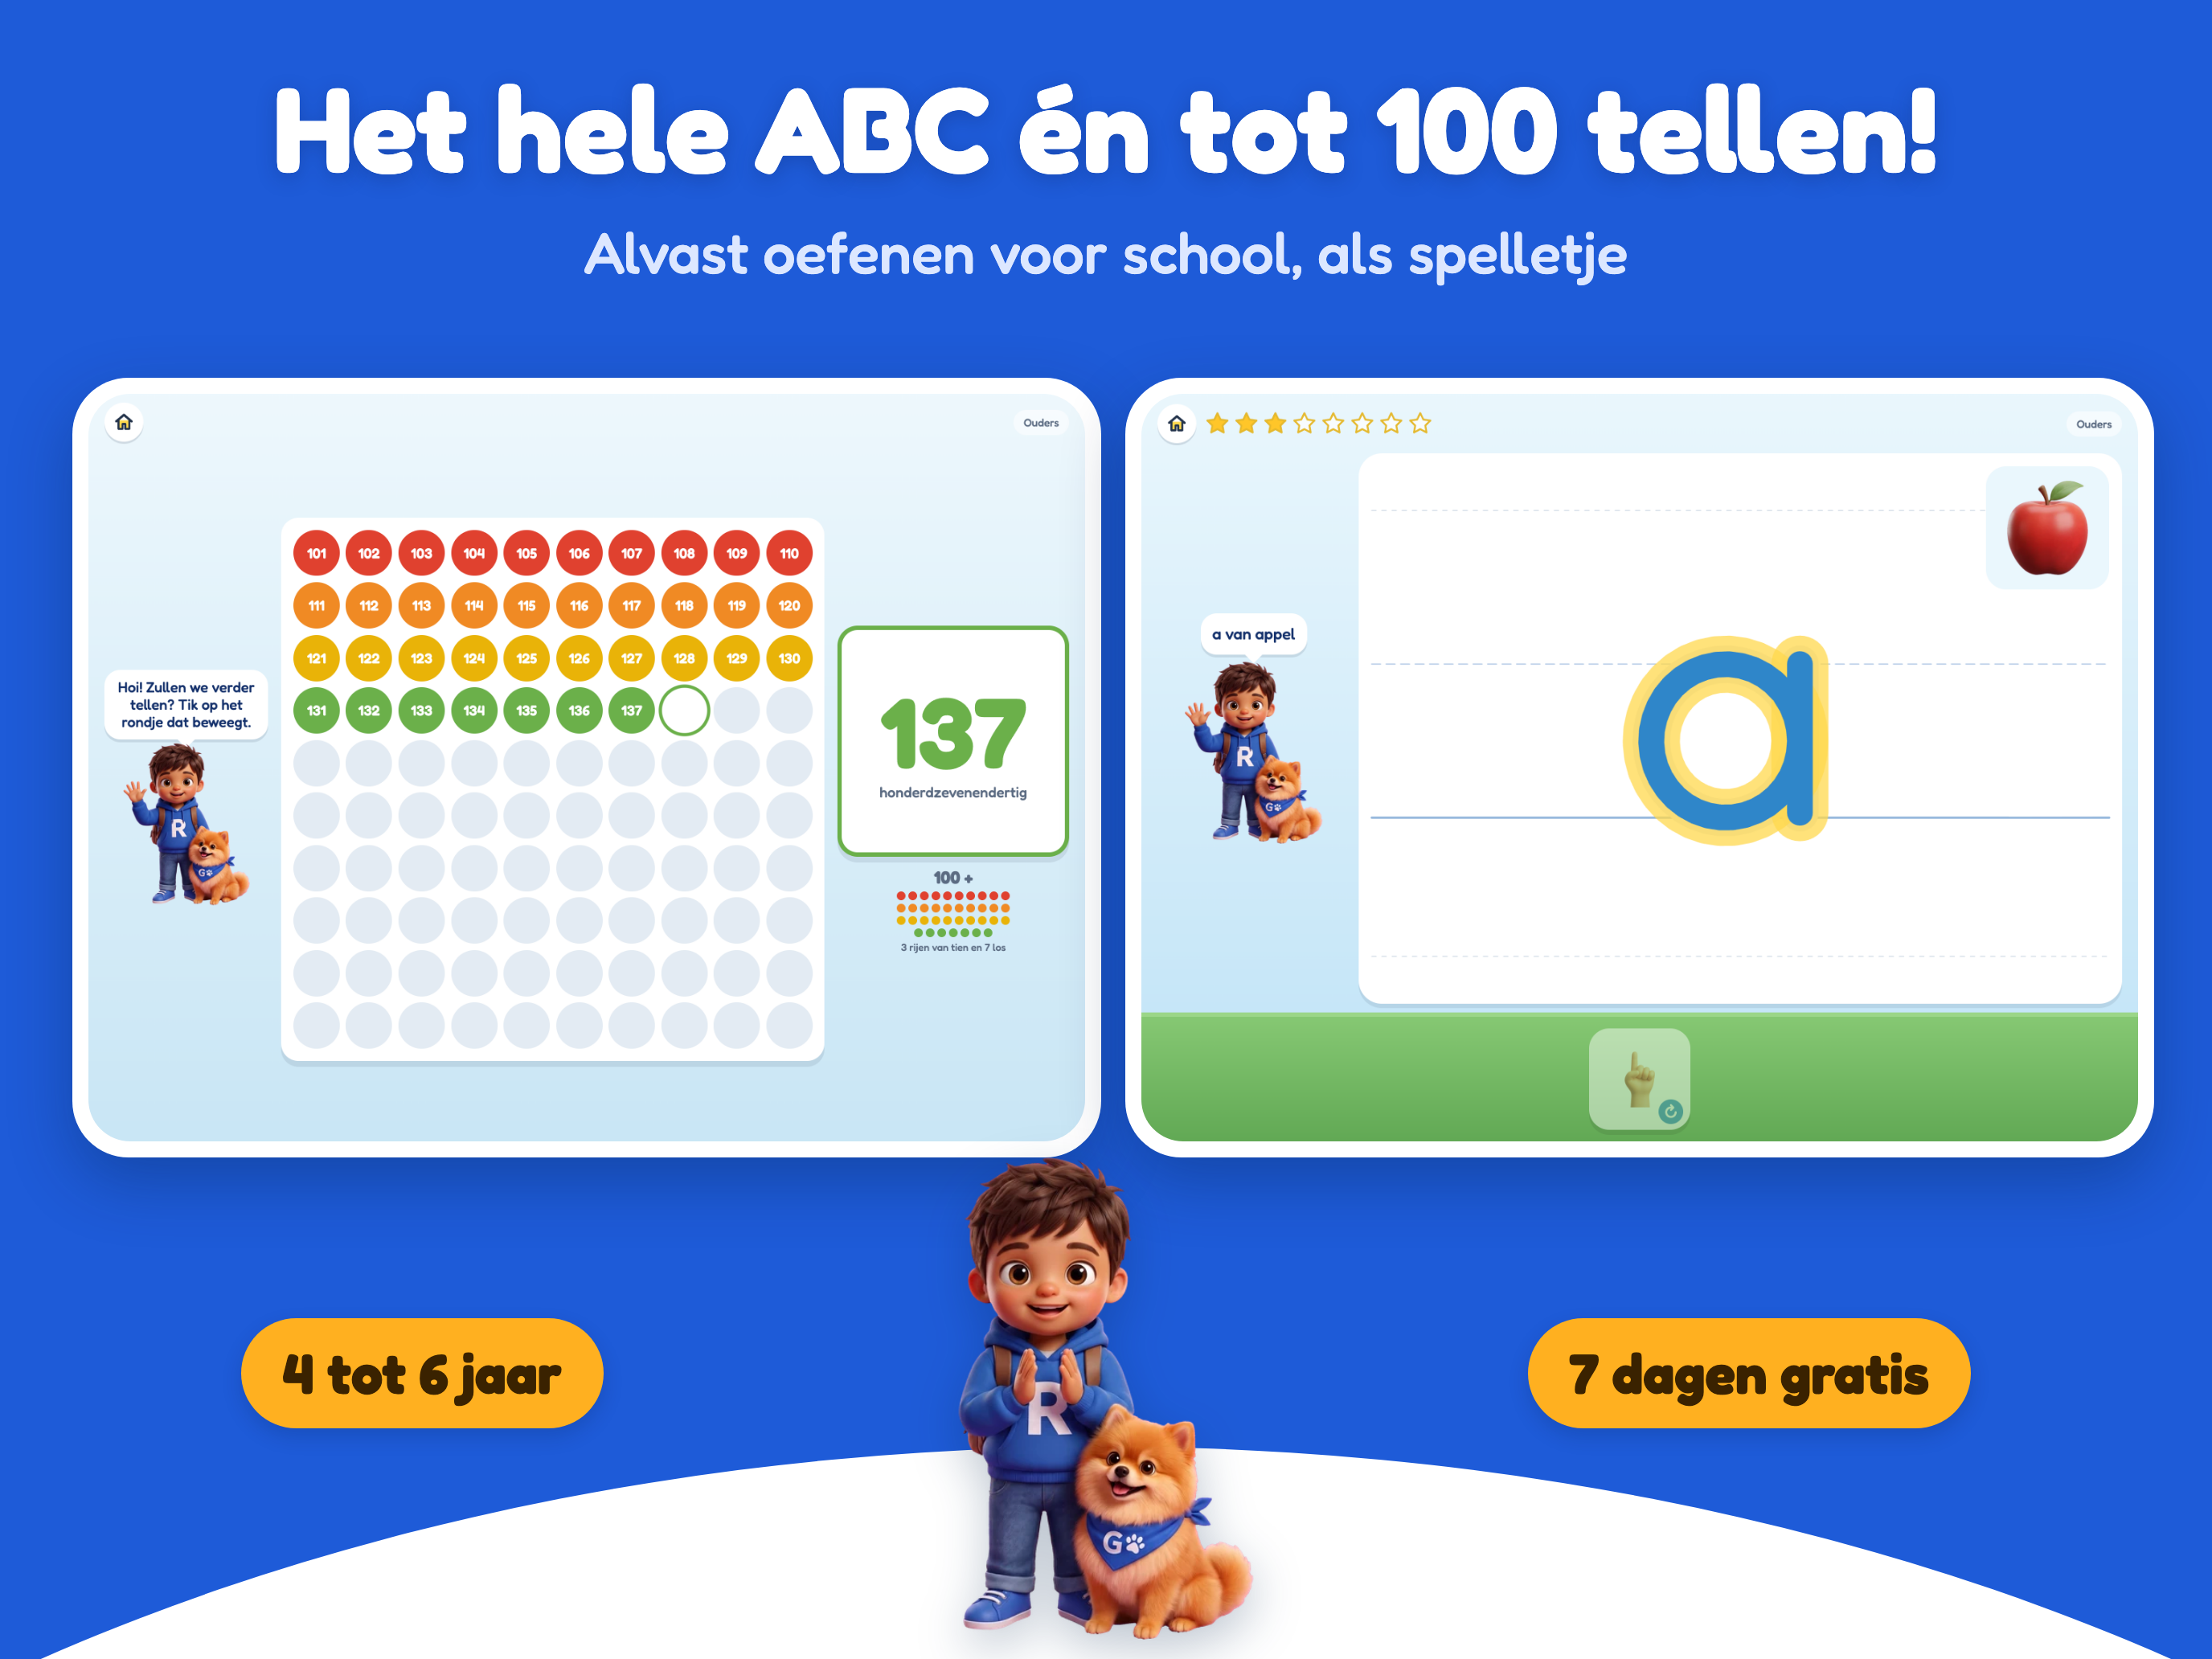 Het hele ABC én tot 100 tellen!
Alvast oefenen voor school, als spelletje
Ouders
101 102 103 104 105 106 107 108 109 110
111 112 113 114 115 116 117 118 119 120
121 122 123 124 125 126 127 128 129 130
131 132 133 134 135 136 137
Hoi! Zullen we verder
tellen? Tik op het
rondje dat beweegt.
R
G
137
honderdzevenendertig
100 +
3 rijen van tien en 7 los
Ouders
a van appel
R
G
a
4 tot 6 jaar
R
G
7 dagen gratis